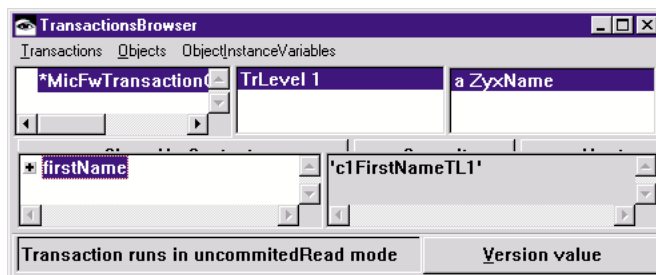 TransactionsBrowser
Transactions Objects ObjectInstanceVariables
*MicFwTransaction TrLevel 1 a ZyxName
firstName 'c1FirstNameTL1'
Transaction runs in uncommitedRead mode Version value